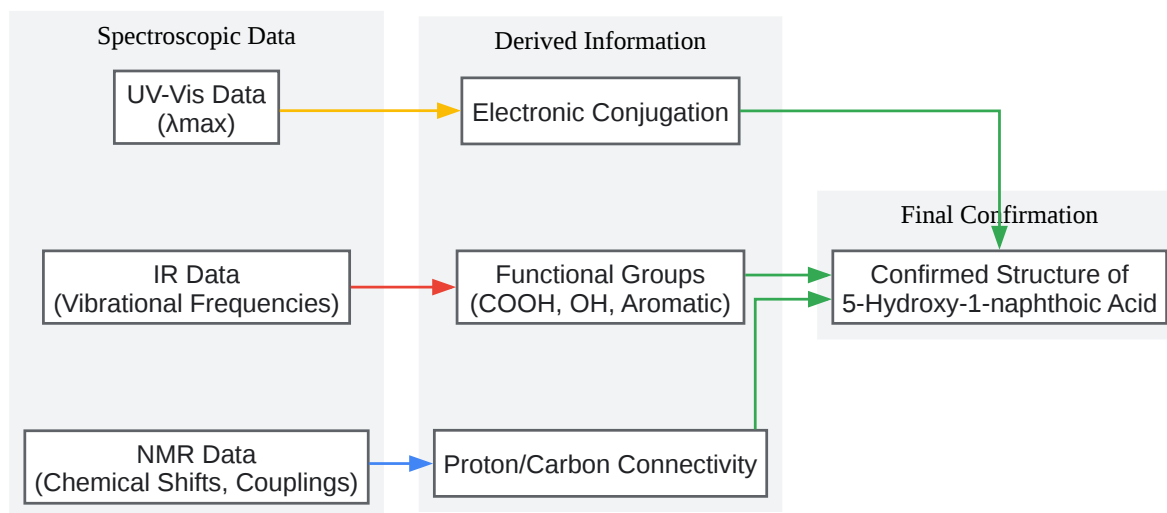 Spectroscopic Data
UV-Vis Data
(λmax)
IR Data
(Vibrational Frequencies)
NMR Data
(Chemical Shifts, Couplings)
Derived Information
Electronic Conjugation
Functional Groups
(COOH, OH, Aromatic)
Proton/Carbon Connectivity
Final Confirmation
Confirmed Structure of
5-Hydroxy-1-naphthoic Acid